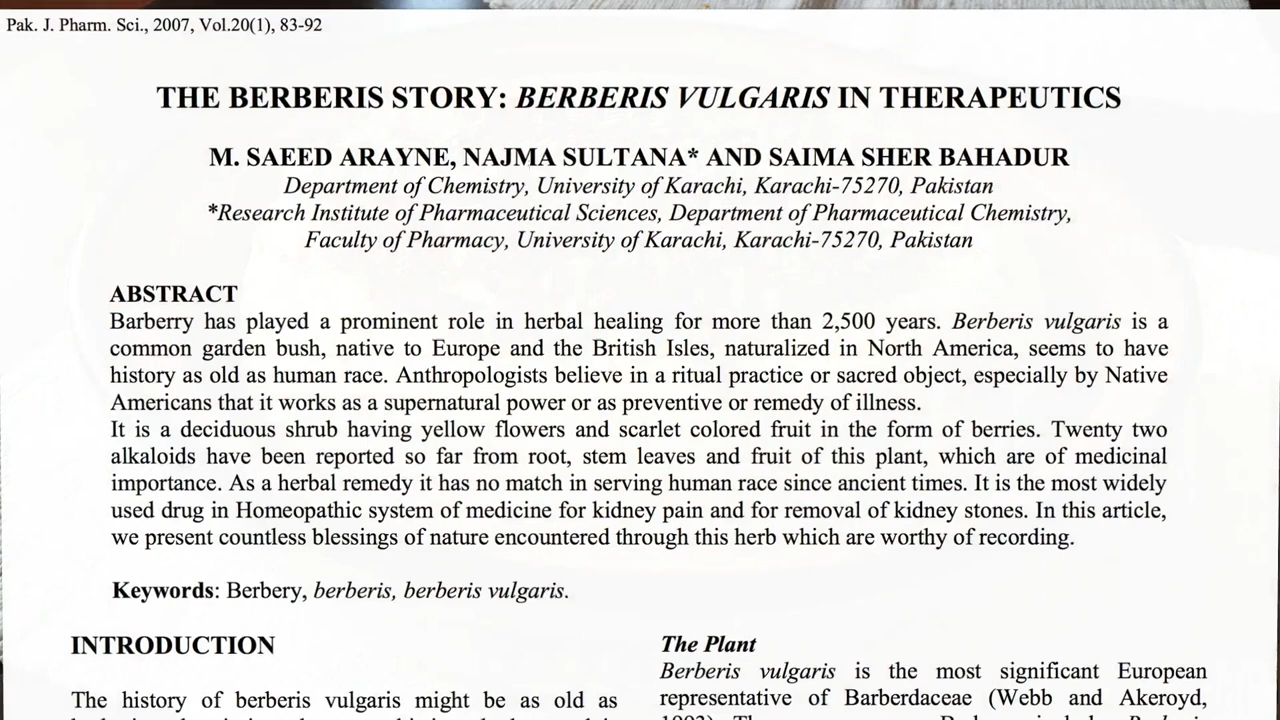 Pak. J. Pharm. Sci., 2007, Vol.20(1), 83-92
THE BERBERIS STORY: BERBERIS VULGARIS IN THERAPEUTICS
M. SAEED ARAYNE, NAJMA SULTANA* AND SAIMA SHER BAHADUR
Department of Chemistry, University of Karachi, Karachi-75270, Pakistan
*Research Institute of Pharmaceutical Sciences, Department of Pharmaceutical Chemistry,
Faculty of Pharmacy, University of Karachi, Karachi-75270, Pakistan
ABSTRACT
Barberry has played a prominent role in herbal healing for more than 2,500 years. Berberis vulgaris is a
common garden bush, native to Europe and the British Isles, naturalized in North America, seems to have
history as old as human race. Anthropologists believe in a ritual practice or sacred object, especially by Native
Americans that it works as a supernatural power or as preventive or remedy of illness.
It is a deciduous shrub having yellow flowers and scarlet colored fruit in the form of berries. Twenty two
alkaloids have been reported so far from root, stem leaves and fruit of this plant, which are of medicinal
importance. As a herbal remedy it has no match in serving human race since ancient times. It is the most widely
used drug in Homeopathic system of medicine for kidney pain and for removal of kidney stones. In this article,
we present countless blessings of nature encountered through this herb which are worthy of recording.
Keywords: Berbery, berberis, berberis vulgaris.
INTRODUCTION
The history of berberis vulgaris might be as old as
The Plant
Berberis vulgaris is the most significant European
representative of Barberdaceae (Webb and Akeroyd,